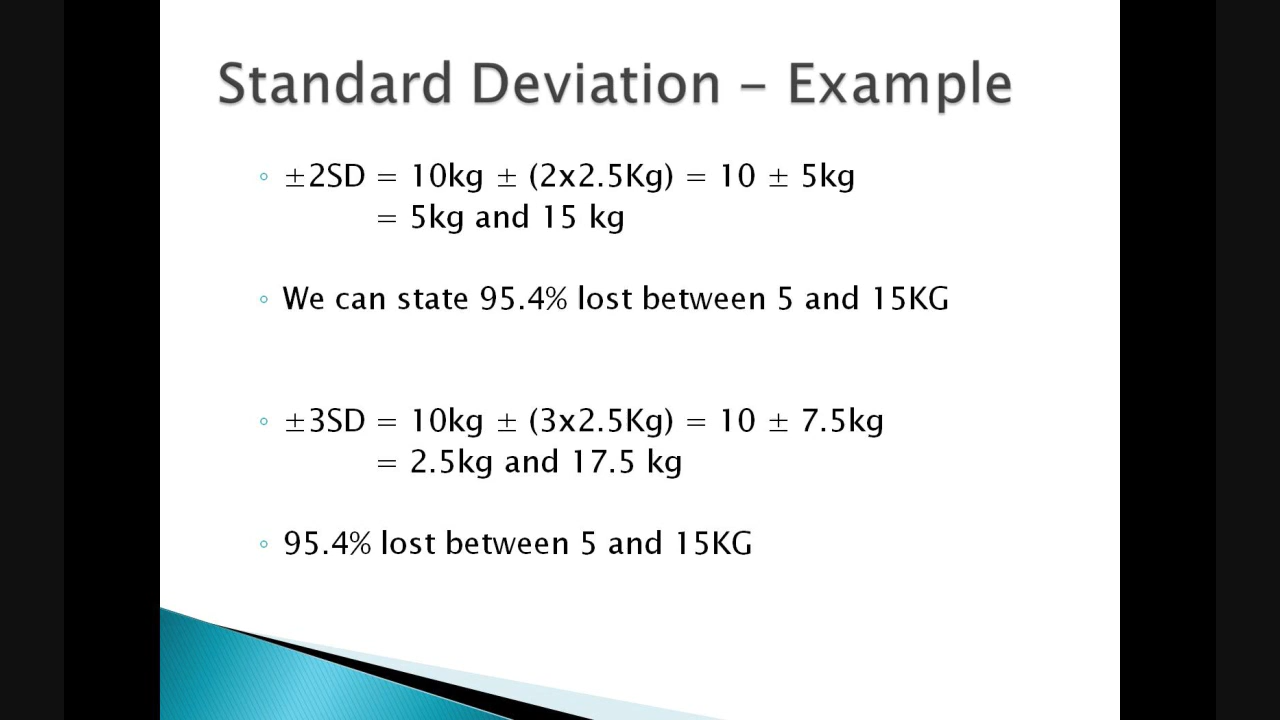 Standard Deviation – Example
◦ ±2SD = 10kg ± (2x2.5Kg) = 10 ± 5kg
= 5kg and 15 kg
◦ We can state 95.4% lost between 5 and 15KG
◦ ±3SD = 10kg ± (3x2.5Kg) = 10 ± 7.5kg
= 2.5kg and 17.5 kg
◦ 95.4% lost between 5 and 15KG